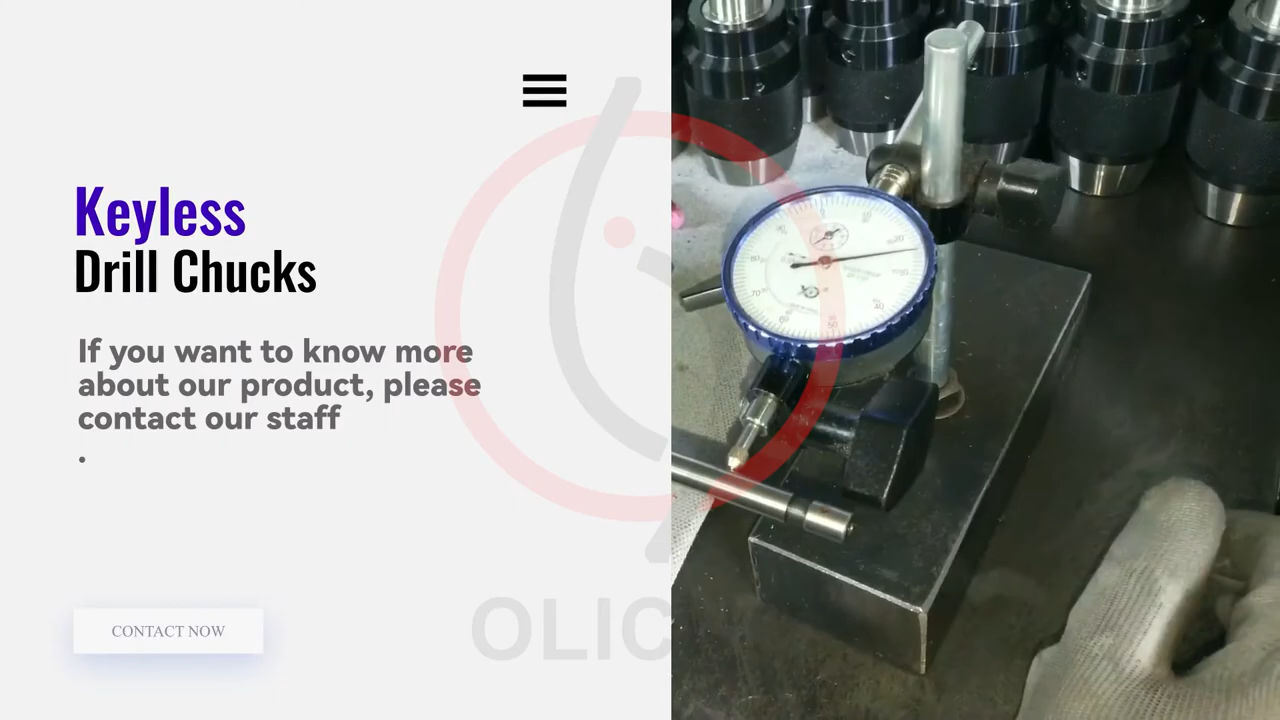 Keyless
Drill Chucks
If you want to know more
about our product, please
contact our staff
.
CONTACT NOW
OLIC